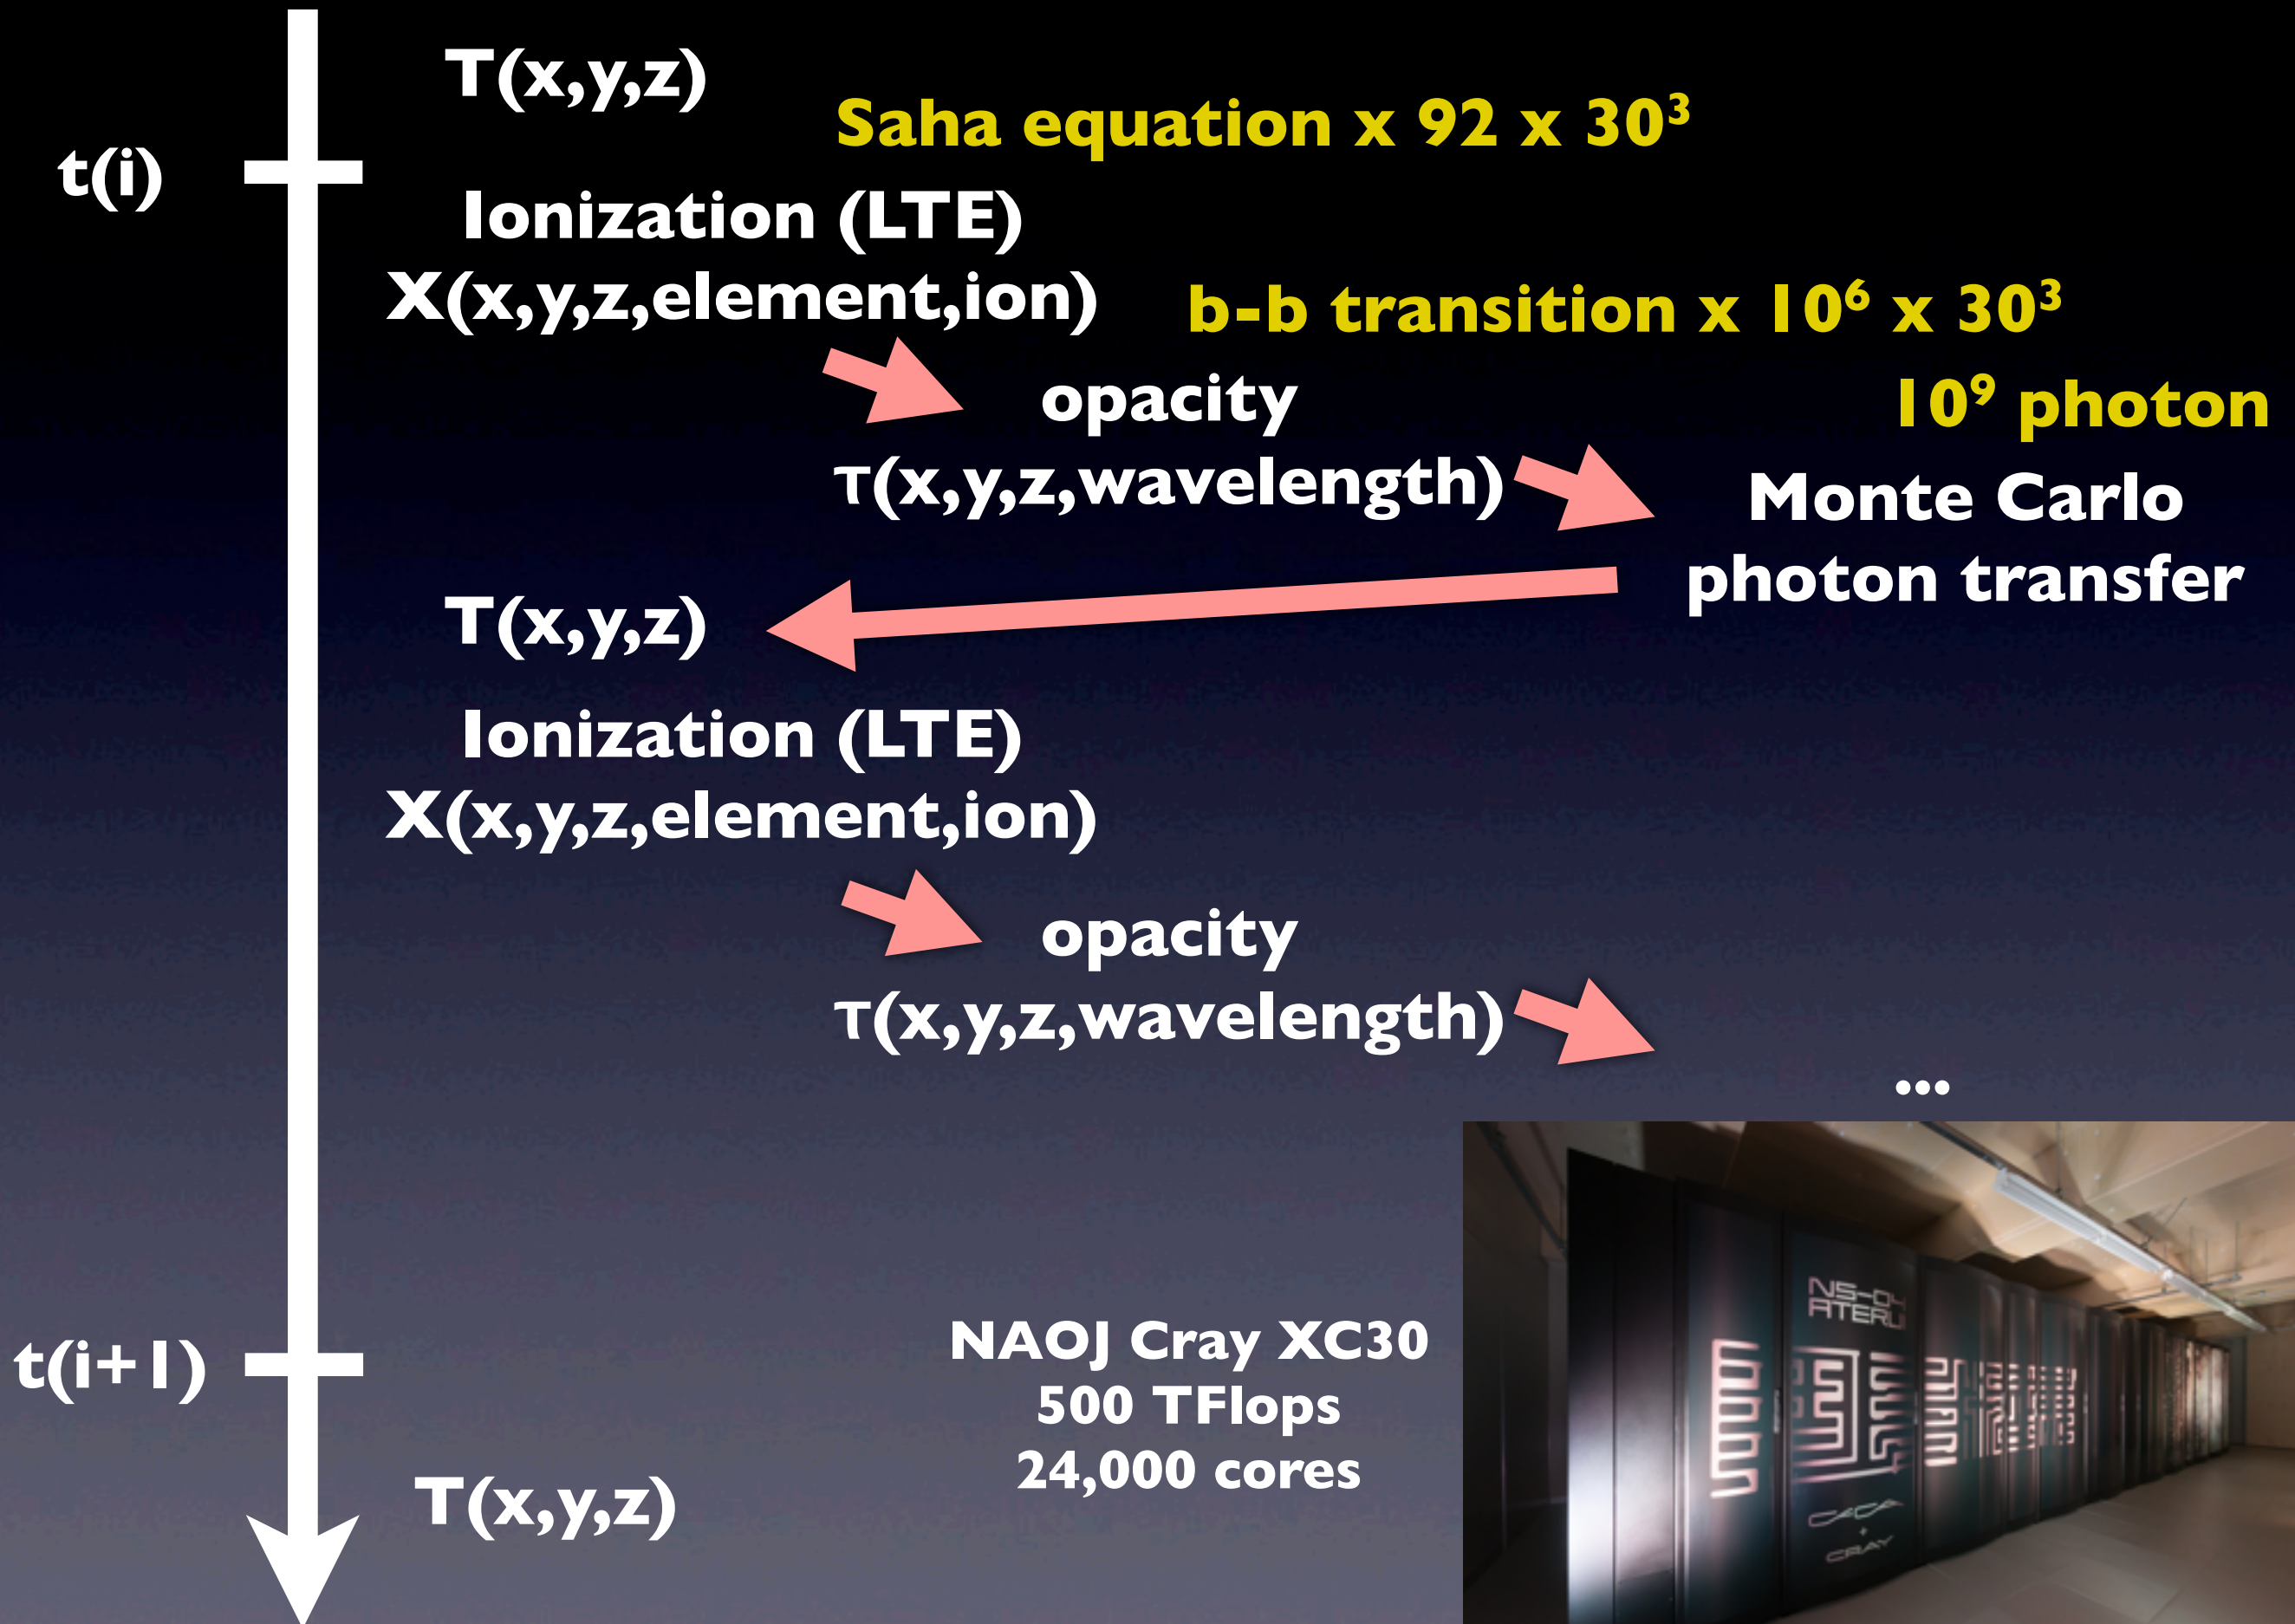 T(x,y,z)
Saha equation x 92 x 30³
t(i)
Ionization (LTE)
X(x,y,z,element,ion)
b-b transition x 10⁶ x 30³
opacity
τ(x,y,z,wavelength)
10⁹ photon
Monte Carlo
photon transfer
T(x,y,z)
Ionization (LTE)
X(x,y,z,element,ion)
opacity
τ(x,y,z,wavelength)
...
t(i+1)
NAOJ Cray XC30
500 TFlops
24,000 cores
T(x,y,z)
CRAY